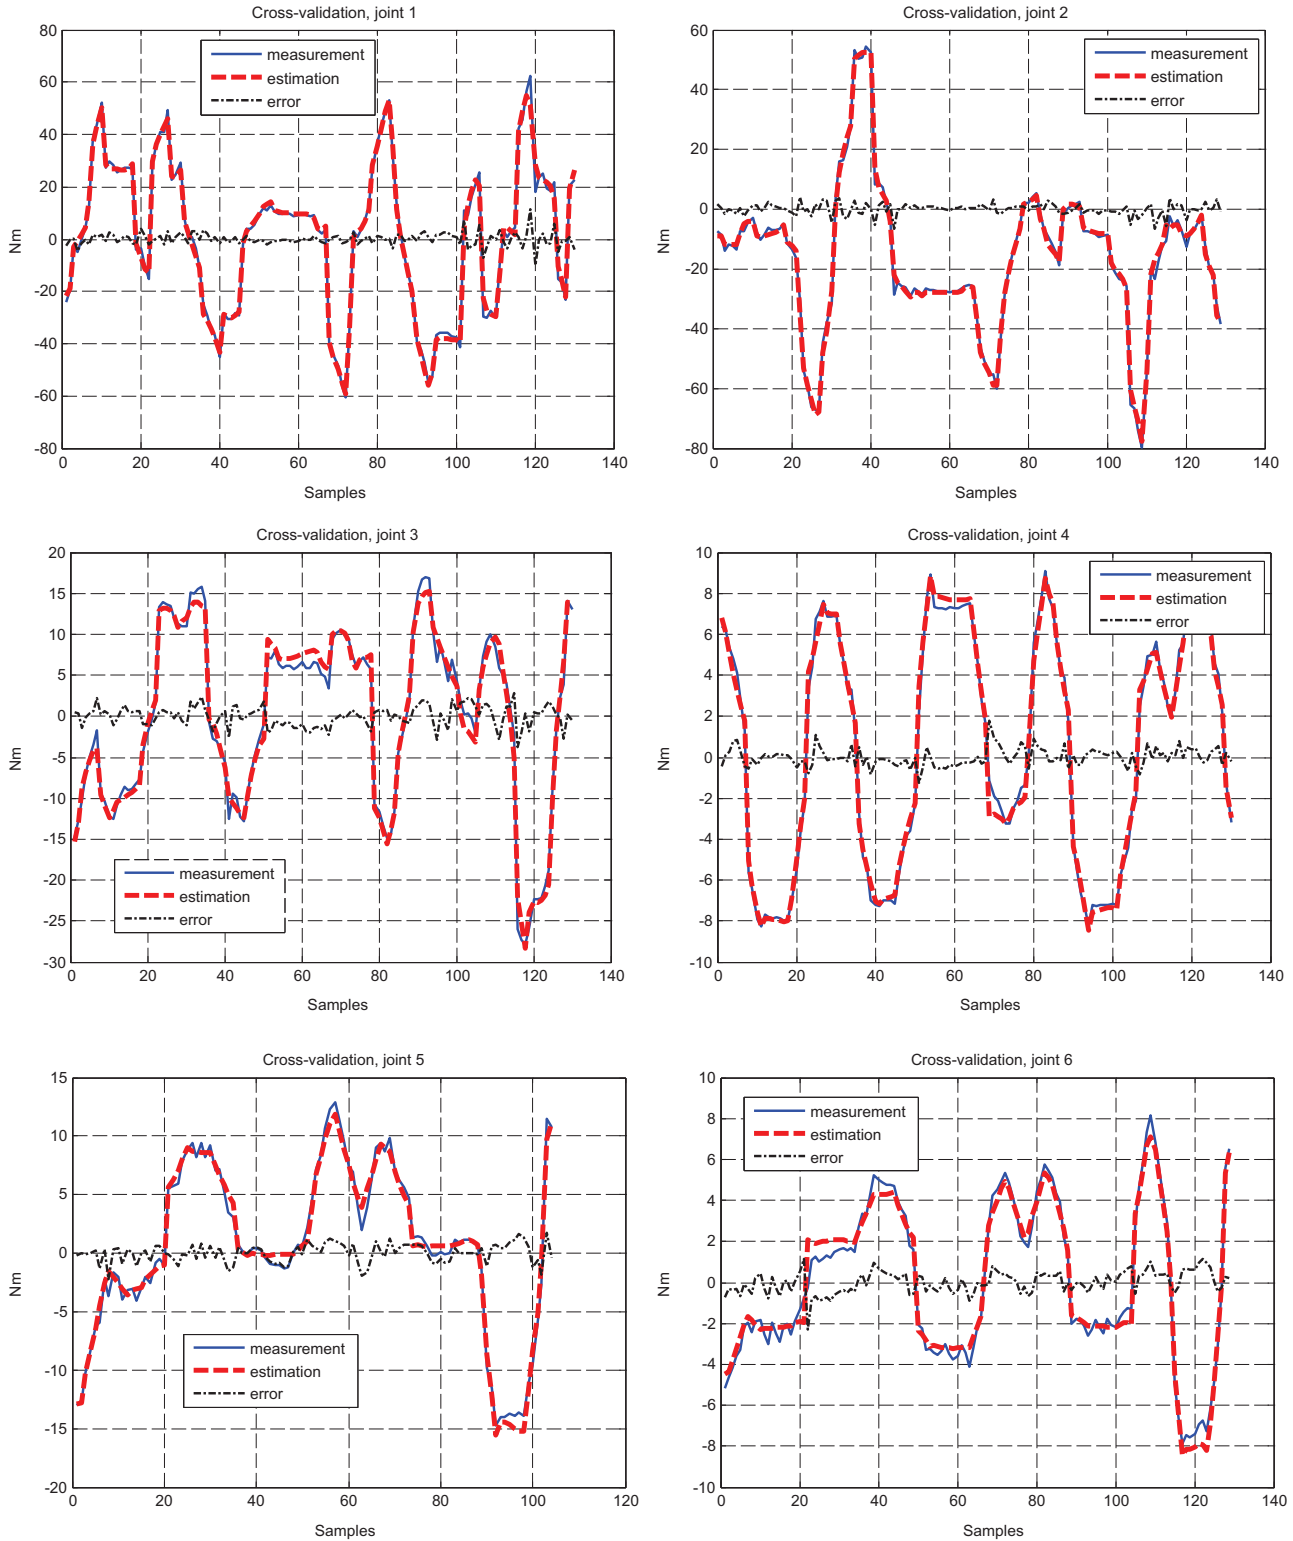 Cross-validation, joint 1
80
60
40
20
0
-20
-40
-60
-80
Nm
measurement
estimation
error
0 20 40 60 80 100 120 140
Samples
Cross-validation, joint 2
60
40
20
0
-20
-40
-60
-80
Nm
measurement
estimation
error
0 20 40 60 80 100 120 140
Samples
Cross-validation, joint 3
20
15
10
5
0
-5
-10
-15
-20
-25
-30
Nm
measurement
estimation
error
0 20 40 60 80 100 120 140
Samples
Cross-validation, joint 4
10
8
6
4
2
0
-2
-4
-6
-8
-10
Nm
measurement
estimation
error
0 20 40 60 80 100 120 140
Samples
Cross-validation, joint 5
15
10
5
0
-5
-10
-15
-20
Nm
measurement
estimation
error
0 20 40 60 80 100 120
Samples
Cross-validation, joint 6
10
8
6
4
2
0
-2
-4
-6
-8
-10
Nm
measurement
estimation
error
0 20 40 60 80 100 120 140
Samples